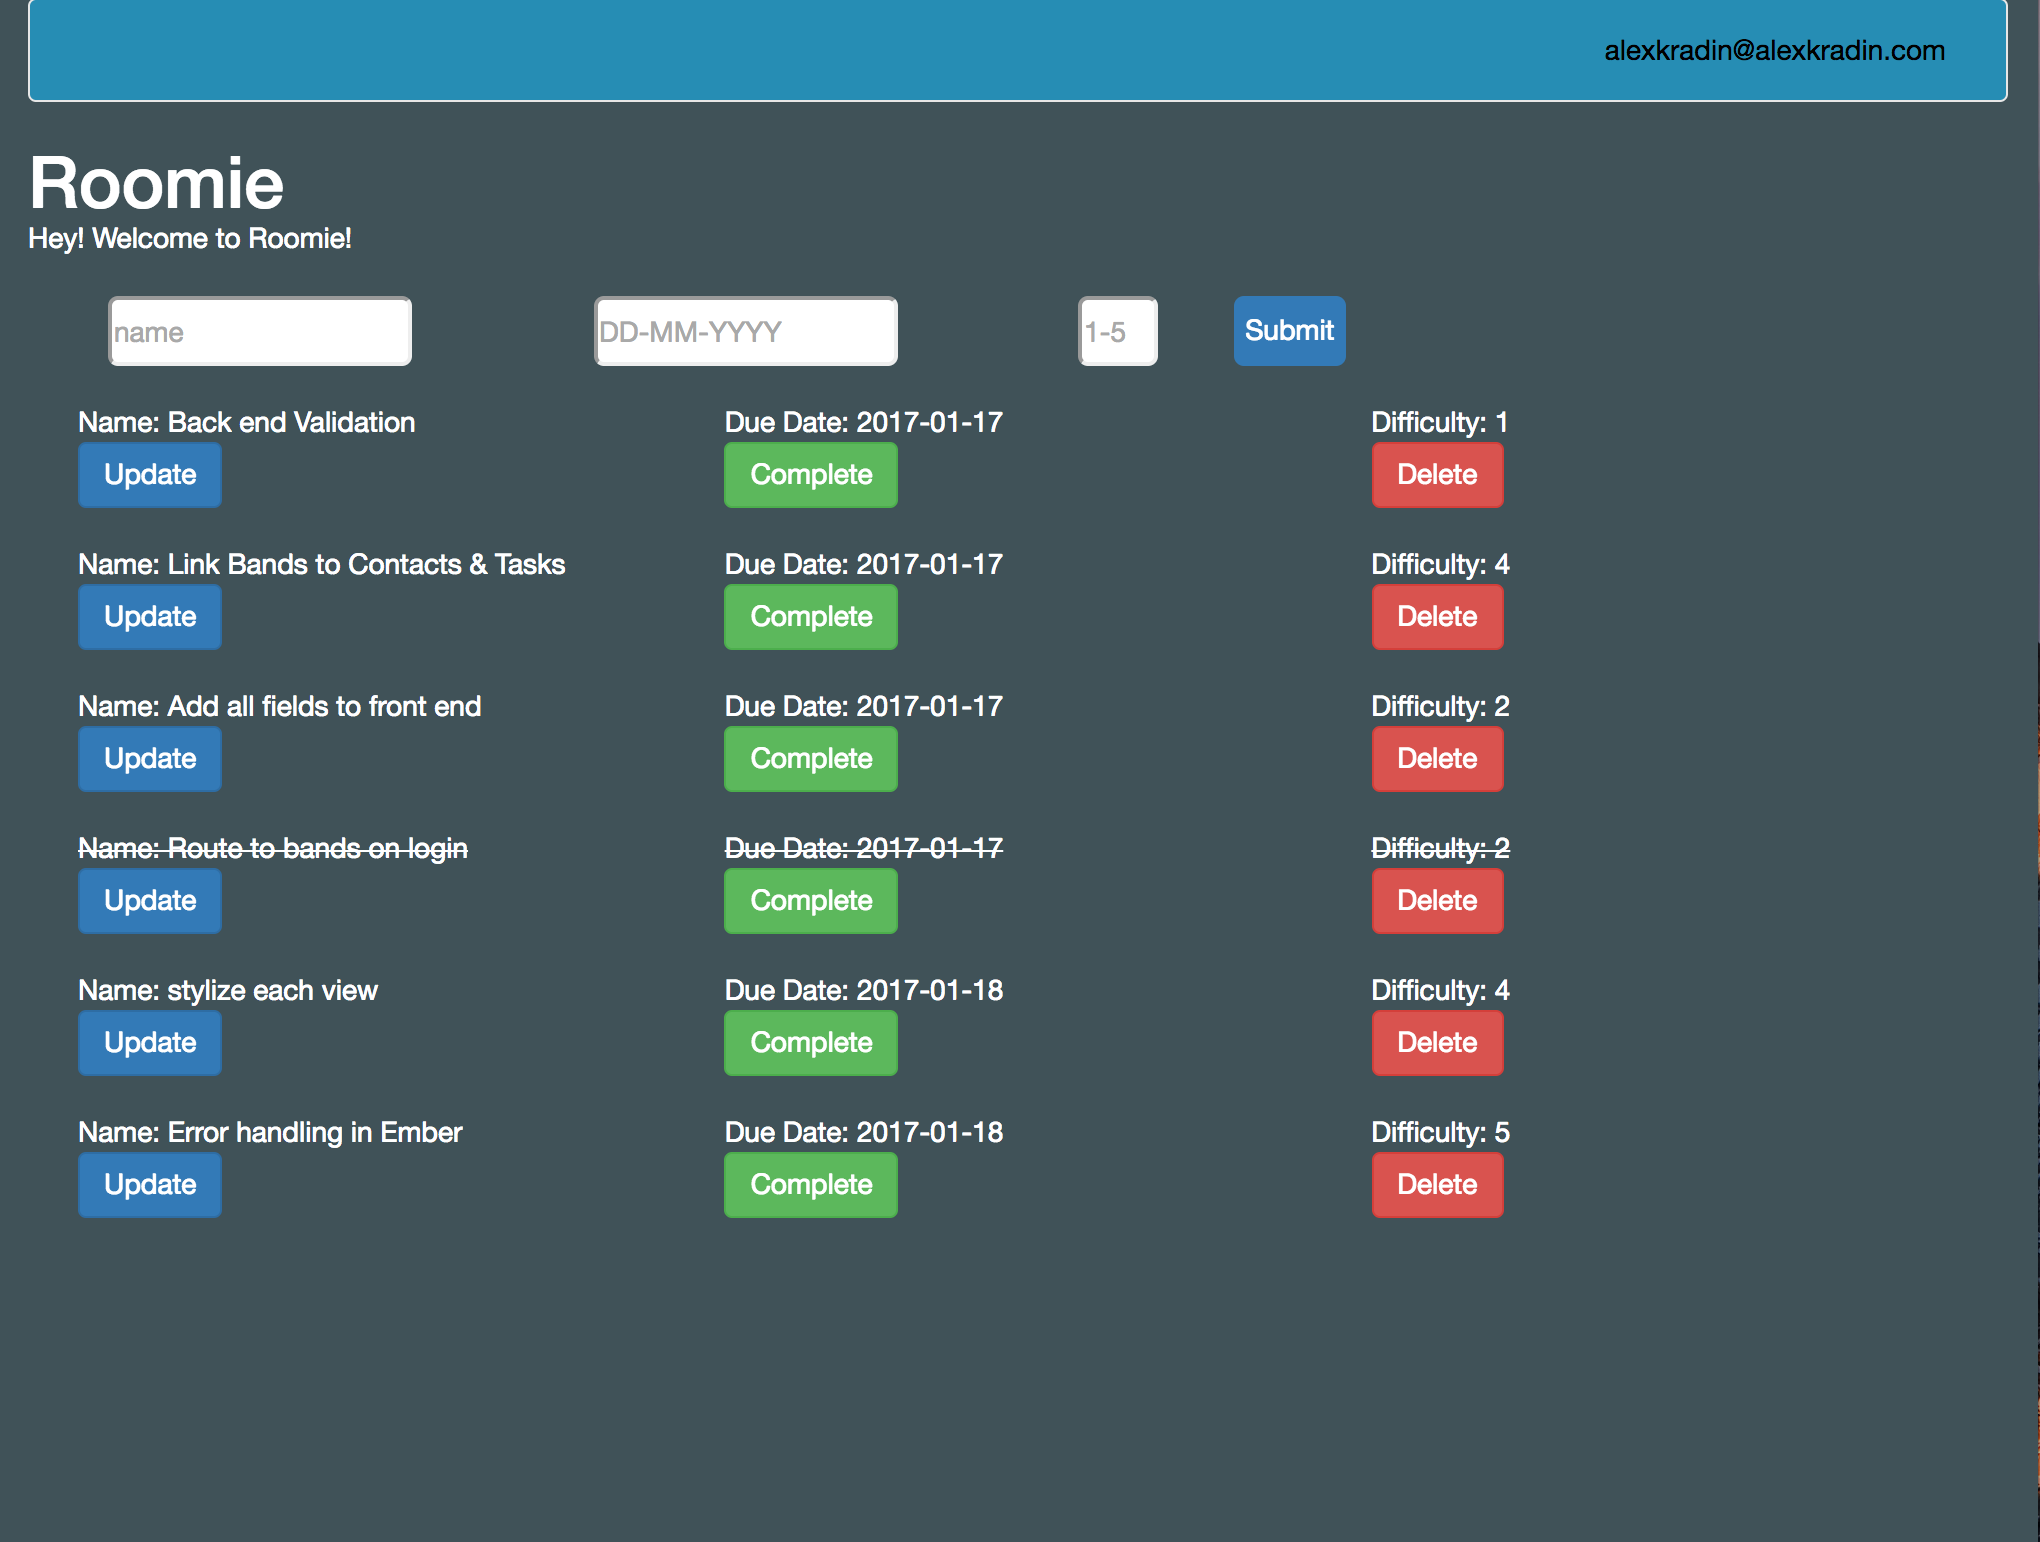 alexkradin@alexkradin.com
Roomie
Hey! Welcome to Roomie!
name DD-MM-YYYY 1-5 Submit
Name: Back end Validation Due Date: 2017-01-17 Difficulty: 1
Update Complete Delete
Name: Link Bands to Contacts & Tasks Due Date: 2017-01-17 Difficulty: 4
Update Complete Delete
Name: Add all fields to front end Due Date: 2017-01-17 Difficulty: 2
Update Complete Delete
Name: Route to bands on login Due Date: 2017-01-17 Difficulty: 2
Update Complete Delete
Name: stylize each view Due Date: 2017-01-18 Difficulty: 4
Update Complete Delete
Name: Error handling in Ember Due Date: 2017-01-18 Difficulty: 5
Update Complete Delete